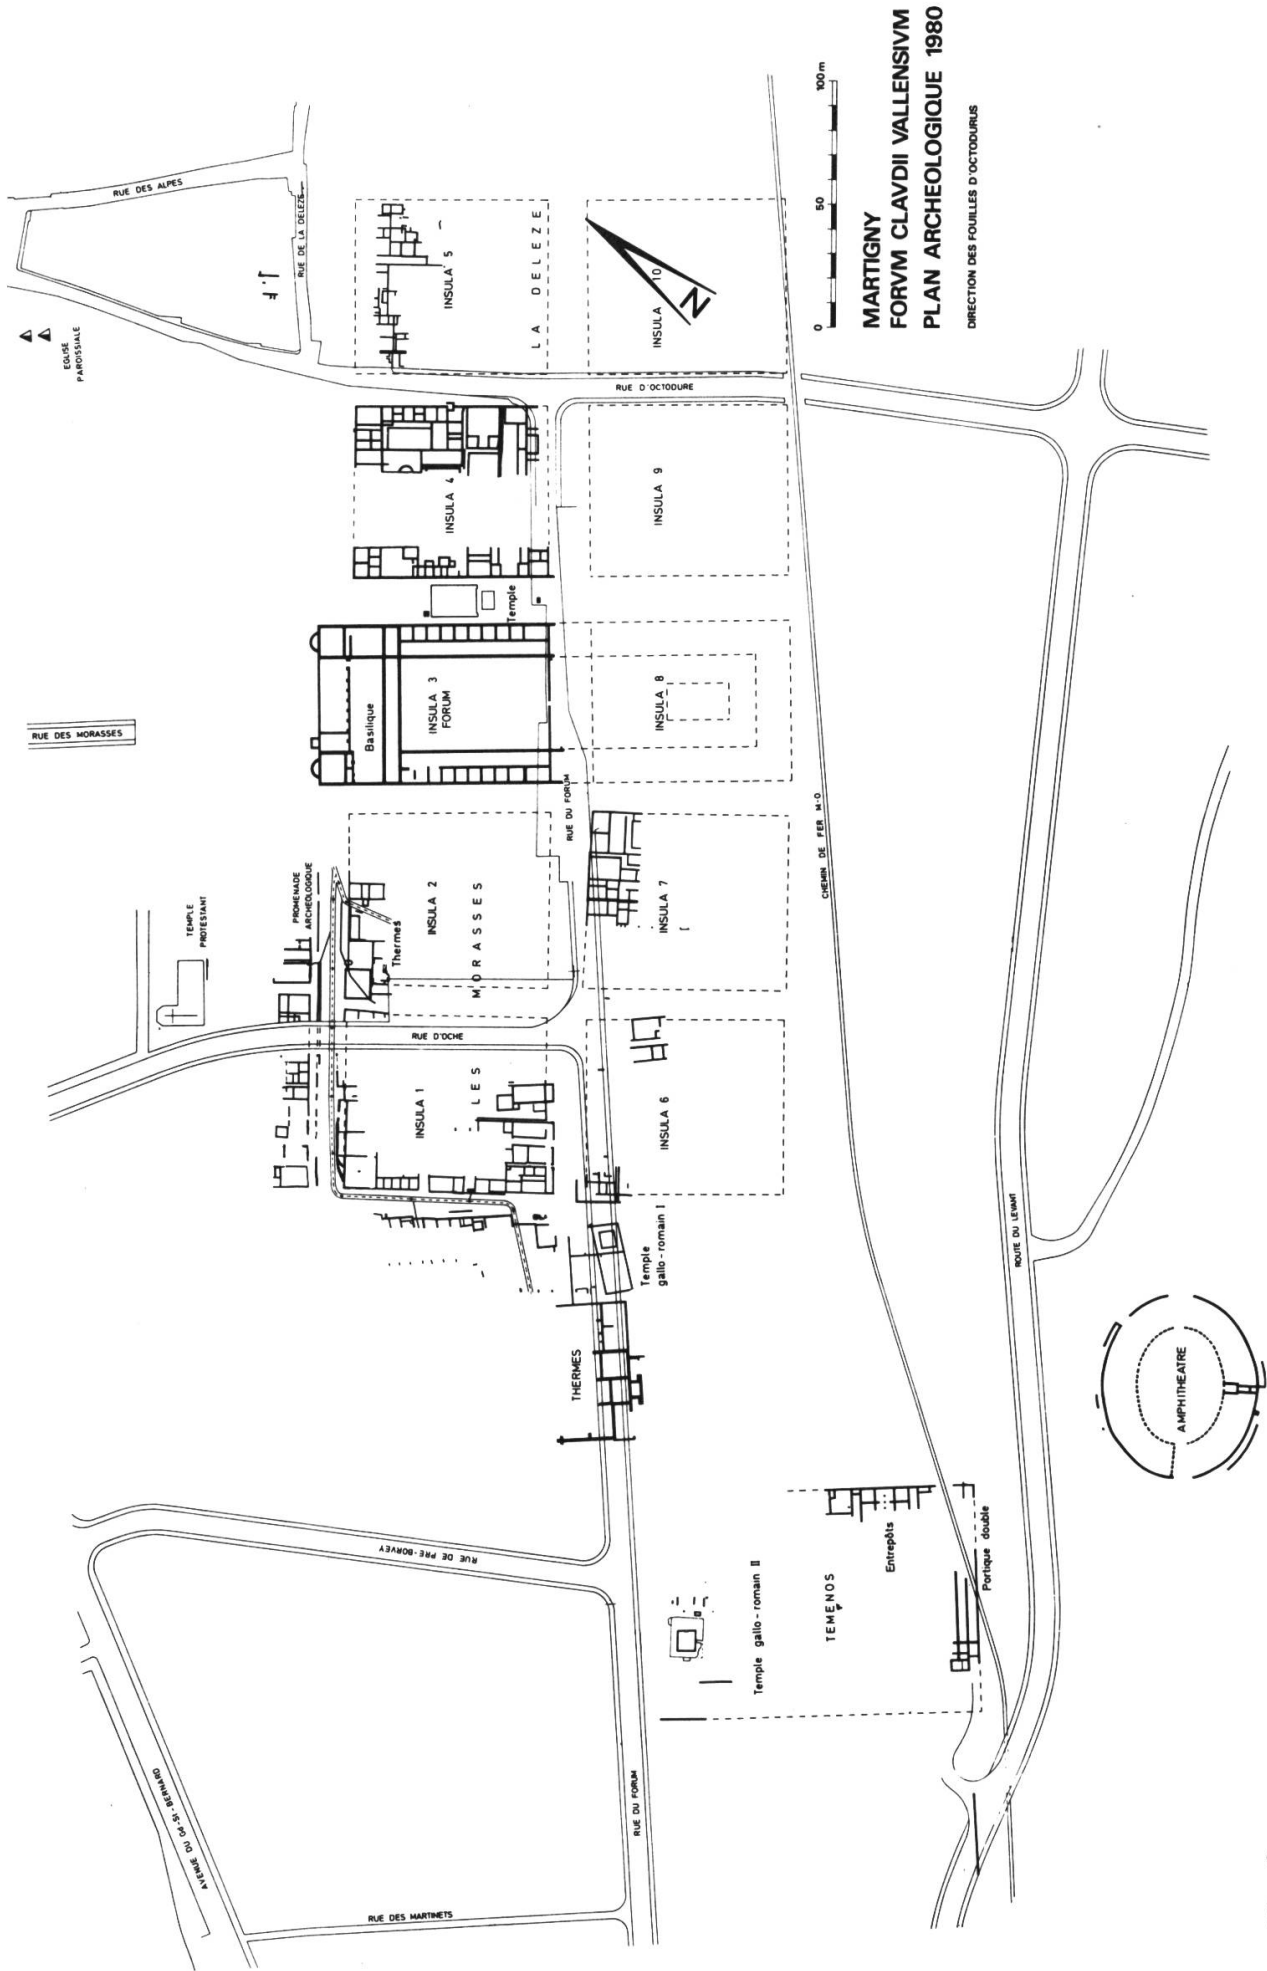 MARTIGNY
FORVM CLAVDII VALLENSIVM
PLAN ARCHEOLOGIQUE 1980
DIRECTION DES FOUILLES D'OCTODURUS
0 50 100m
N
RUE DES ALPES
RUE DE LA DELEZE
EGLISE
PAROISSIALE
INSULA 5
LA DELEZE
INSULA 10
RUE D'OCTODURE
INSULA 4
INSULA 9
Temple
RUE DES MORASSES
Basilique
INSULA 3
FORUM
INSULA 8
RUE DU FORUM
CHEMIN DE FER M-O
TEMPLE
PROTESTANT
PROMENADE
ARCHEOLOGIQUE
INSULA 2
Thermes
LES MORASSES
INSULA 7
RUE D'OCHE
INSULA 1
INSULA 6
Temple
gallo-romain I
THERMES
ROUTE DU LEVANT
AMPHITHEATRE
RUE DE PRE-BORVEY
Temple gallo-romain II
TEMENOS
Entrepôts
Portique double
AVENUE DU GD-ST-BERNARD
RUE DES MARTINETS
RUE DU FORUM